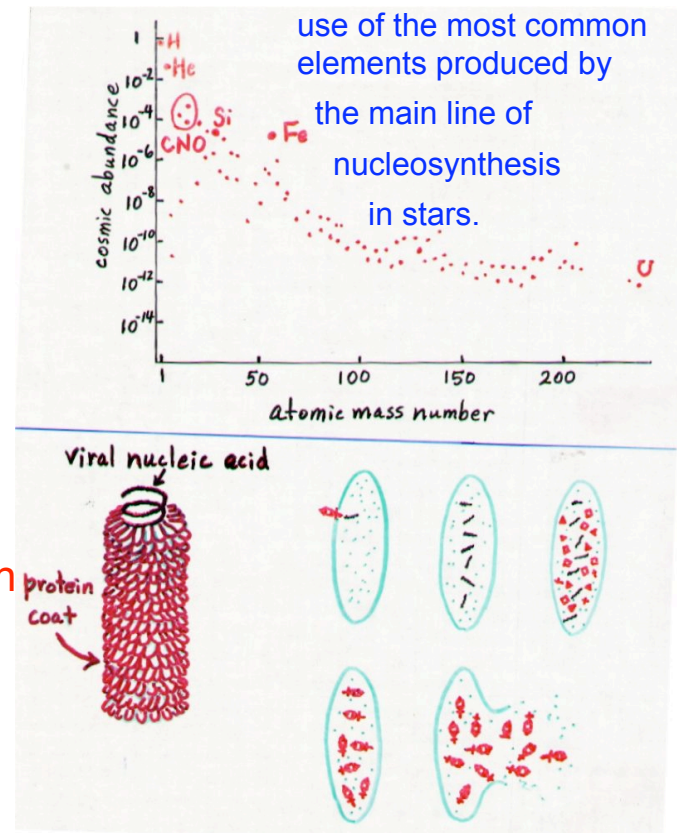 use of the most common
elements produced by
the main line of
nucleosynthesis
in stars.
cosmic abundance
1
10-2
10-4
10-6
10-8
10-10
10-12
10-14
H
He
CNO
Si
Fe
U
1 50 100 150 200
atomic mass number
viral nucleic acid
protein
coat